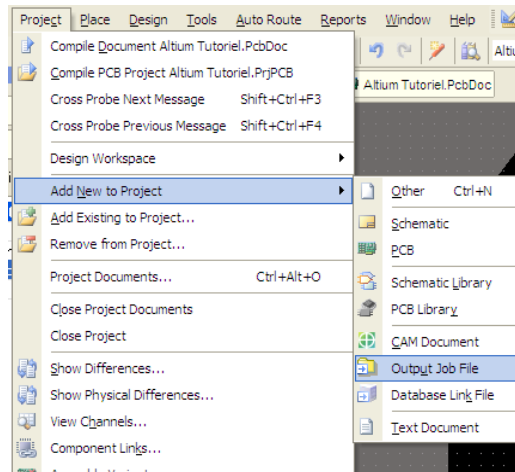 Project Place Design Tools Auto Route Reports Window Help
Compile Document Altium Tutoriel.PcbDoc
Altiu
Compile PCB Project Altium Tutoriel.PrjPCB
Altium Tutoriel.PcbDoc
Cross Probe Next Message Shift+Ctrl+F3
Cross Probe Previous Message Shift+Ctrl+F4
Design Workspace
Add New to Project
Other Ctrl+N
Add Existing to Project...
Schematic
Remove from Project...
PCB
Project Documents... Ctrl+Alt+O
Schematic Library
Close Project Documents
PCB Library
Close Project
CAM Document
Show Differences...
Output Job File
Show Physical Differences...
Database Link File
View Channels...
Text Document
Component Links...